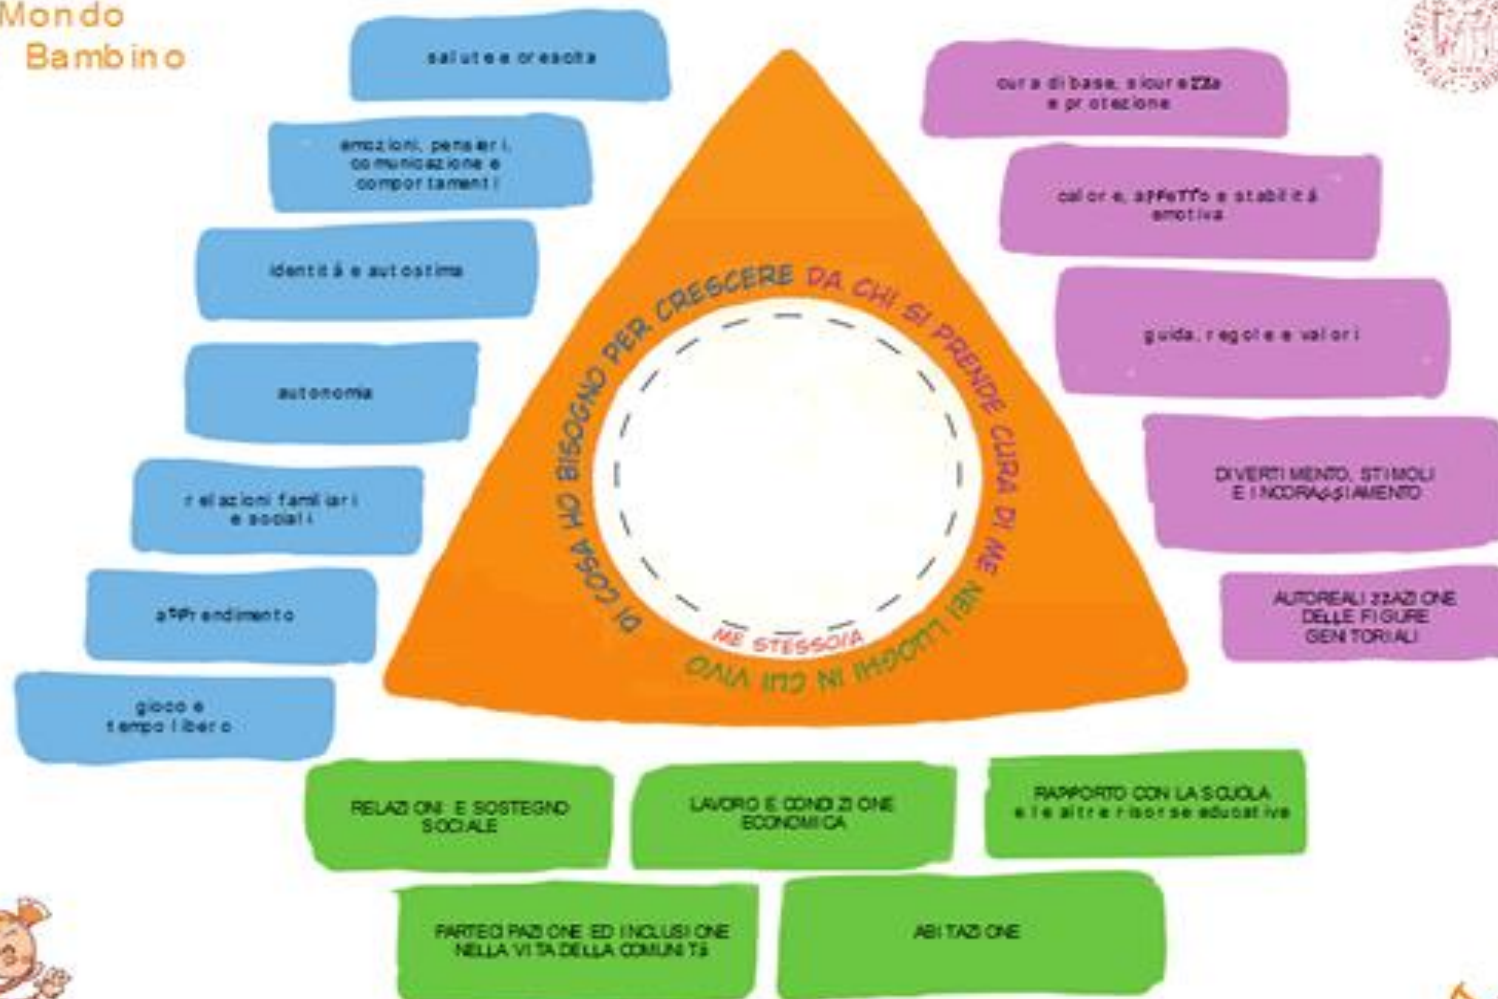 Mondo
Bambino
salute e crescita
emozioni, pensieri,
comunicazione e
comportamenti
identità e autostima
autonomia
relazioni familiari
e sociali
apprendimento
gioco e
tempo libero
DI COSA HO BISOGNO PER CRESCERE
DA CHI SI PRENDE CURA DI ME
NEI LUOGHI IN CUI VIVO
ME STESSO/A
cura di base, sicurezza
e protezione
calore, affetto e stabilità
emotiva
guida, regole e valori
DIVERTIMENTO, STIMOLI
E INCORAGGIAMENTO
AUTOREALIZZAZIONE
DELLE FIGURE
GENITORIALI
RELAZIONI E SOSTEGNO
SOCIALE
LAVORO E CONDIZIONE
ECONOMICA
RAPPORTO CON LA SCUOLA
e le altre risorse educative
PARTECIPAZIONE ED INCLUSIONE
NELLA VITA DELLA COMUNITà
ABITAZIONE